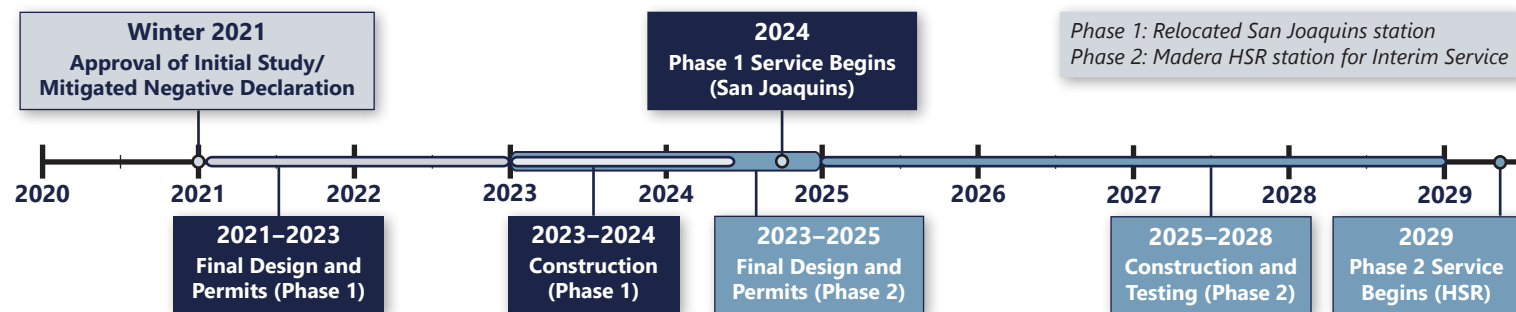 Winter 2021
Approval of Initial Study/
Mitigated Negative Declaration
2024
Phase 1 Service Begins
(San Joaquins)
Phase 1: Relocated San Joaquins station
Phase 2: Madera HSR station for Interim Service
2020
2021
2022
2023
2024
2025
2026
2027
2028
2029
2021–2023
Final Design and
Permits (Phase 1)
2023–2024
Construction
(Phase 1)
2023–2025
Final Design and
Permits (Phase 2)
2025–2028
Construction and
Testing (Phase 2)
2029
Phase 2 Service
Begins (HSR)